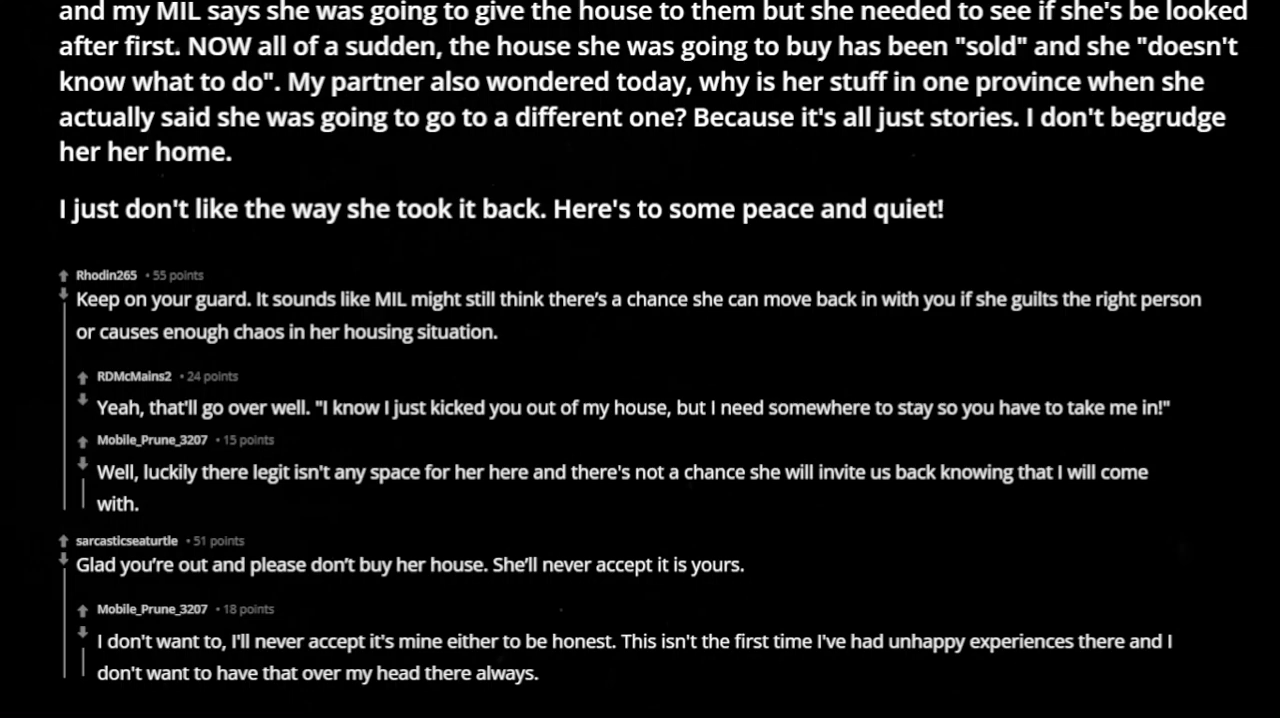 and my MIL says she was going to give the house to them but she needed to see if she's be looked
after first. NOW all of a sudden, the house she was going to buy has been "sold" and she "doesn't
know what to do". My partner also wondered today, why is her stuff in one province when she
actually said she was going to go to a different one? Because it's all just stories. I don't begrudge
her her home.
I just don't like the way she took it back. Here's to some peace and quiet!
Rhodin265 • 55 points
Keep on your guard. It sounds like MIL might still think there's a chance she can move back in with you if she guilts the right person
or causes enough chaos in her housing situation.
RDMcMains2 • 24 points
Yeah, that'll go over well. "I know I just kicked you out of my house, but I need somewhere to stay so you have to take me in!"
Mobile_Prune_3207 • 15 points
Well, luckily there legit isn't any space for her here and there's not a chance she will invite us back knowing that I will come
with.
sarcasticseaturtle • 51 points
Glad you're out and please don't buy her house. She'll never accept it is yours.
Mobile_Prune_3207 • 18 points
I don't want to, I'll never accept it's mine either to be honest. This isn't the first time I've had unhappy experiences there and I
don't want to have that over my head there always.